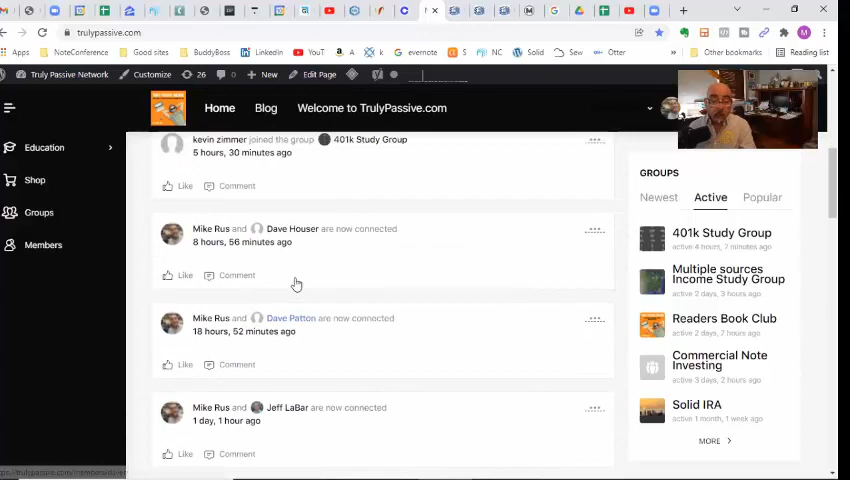 trulypassive.com
Apps
NoteConference
Good sites
BuddyBoss
LinkedIn
YouT
k
evernote
S
NC
Solid
Sw
Otter
Other bookmarks
Reading list
Truly Passive Network
Customize
26
0
New
Edit Page
Home
Blog
Welcome to TrulyPassive.com
Education
Shop
Groups
Members
kevin zimmer joined the group 401k Study Group
5 hours, 30 minutes ago
Like Comment
Mike Rus and Dave Houser are now connected
8 hours, 56 minutes ago
Like Comment
Mike Rus and Dave Patton are now connected
18 hours, 52 minutes ago
Like Comment
Mike Rus and Jeff LaBar are now connected
1 day, 1 hour ago
Like Comment
GROUPS
Newest Active Popular
401k Study Group
active 4 hours, 7 minutes ago
Multiple sources
Income Study Group
active 2 days, 3 hours ago
Readers Book Club
active 2 days, 7 hours ago
Commercial Note
Investing
active 3 days, 2 hours ago
Solid IRA
active 1 month, 1 week ago
MORE